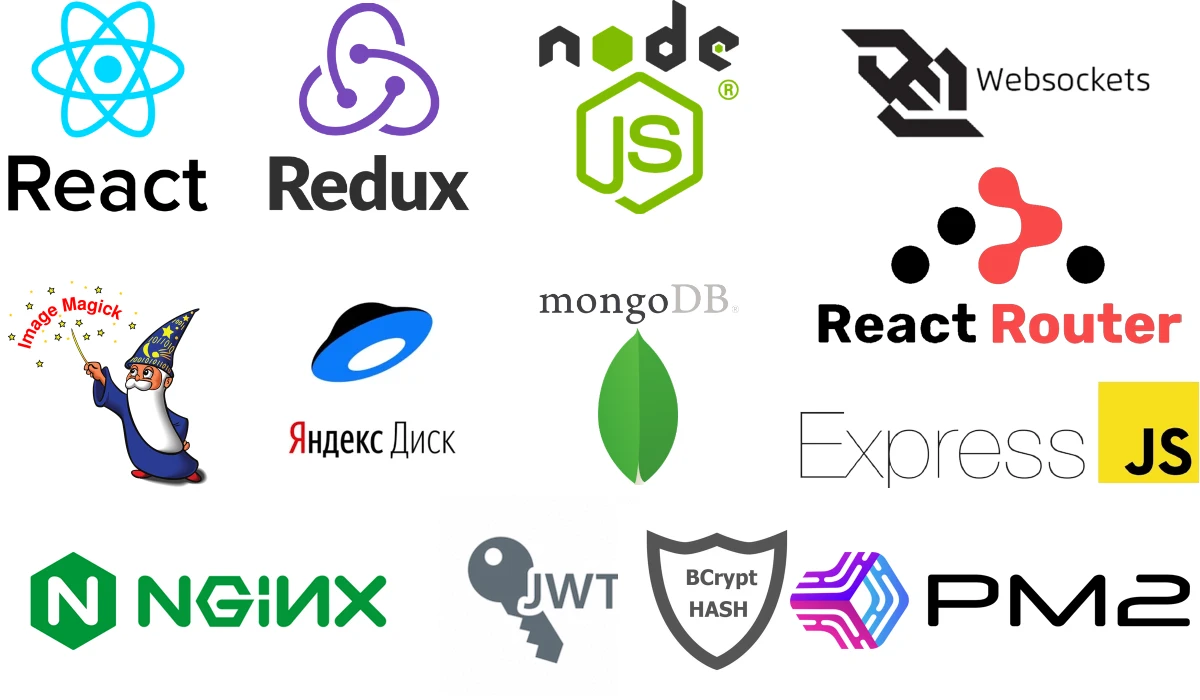 React
Redux
node
JS
®
Websockets
React Router
Image Magick
Яндекс Диск
mongoDB®
Express
JS
N
NGiNX
JWT
BCrypt
HASH
PM2